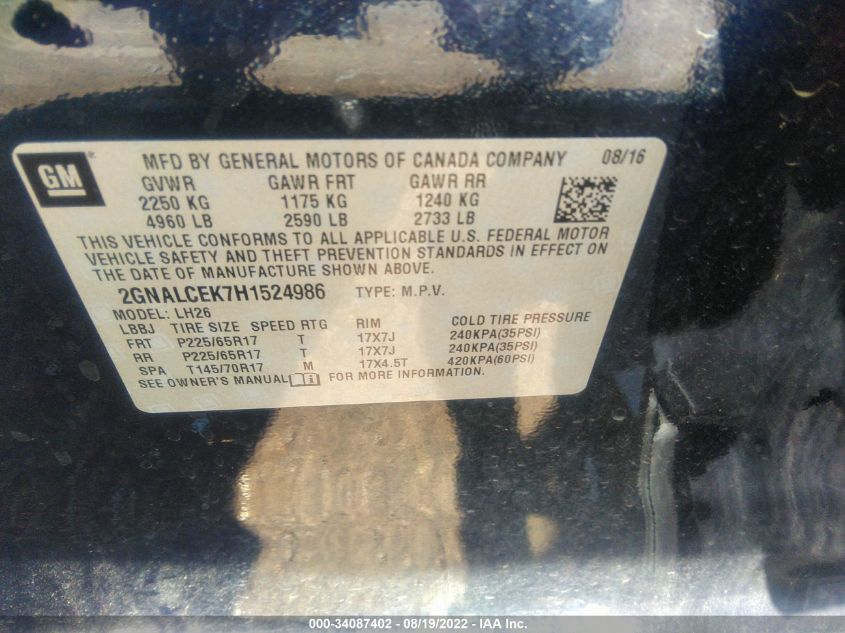 GM ® MFD BY GENERAL MOTORS OF CANADA COMPANY 08/16
GVWR GAWR FRT GAWR RR
2250 KG 1175 KG 1240 KG
4960 LB 2590 LB 2733 LB
THIS VEHICLE CONFORMS TO ALL APPLICABLE U.S. FEDERAL MOTOR
VEHICLE SAFETY AND THEFT PREVENTION STANDARDS IN EFFECT ON
THE DATE OF MANUFACTURE SHOWN ABOVE.
2GNALCEK7H1524986 TYPE: M.P.V.
MODEL: LH26
LBBJ TIRE SIZE SPEED RTG RIM COLD TIRE PRESSURE
FRT P225/65R17 T 17X7J 240KPA(35PSI)
RR P225/65R17 T 17X7J 240KPA(35PSI)
SPA T145/70R17 M 17X4.5T 420KPA(60PSI)
SEE OWNER'S MANUAL FOR MORE INFORMATION.
000-34087402 - 08/19/2022 - IAA Inc.